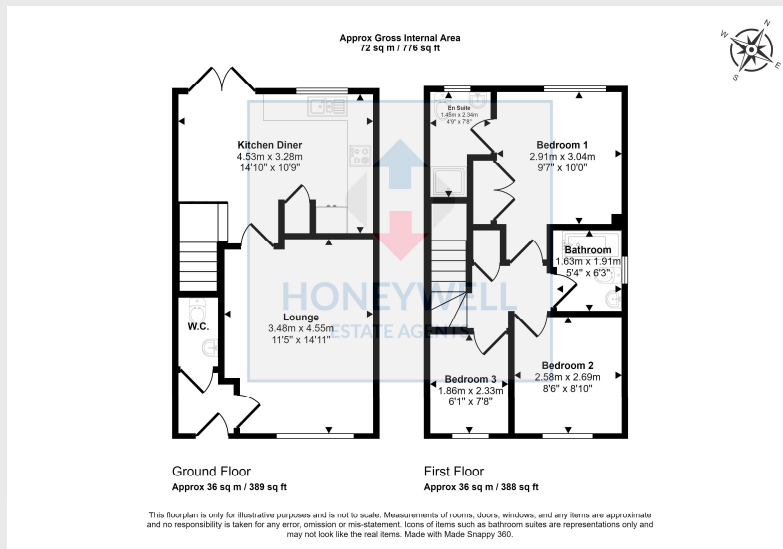 Approx Gross Internal Area
72 sq m / 776 sq ft
N
W
E
S
Kitchen Diner
4.53m x 3.28m
14'10" x 10'9"
En Suite
1.45m x 2.34m
4'9" x 7'8"
Bedroom 1
2.91m x 3.04m
9'7" x 10'0"
Bathroom
1.63m x 1.91m
5'4" x 6'3"
HONEYWELL
ESTATE AGENTS
W.C.
Lounge
3.48m x 4.55m
11'5" x 14'11"
Bedroom 3
1.86m x 2.33m
6'1" x 7'8"
Bedroom 2
2.58m x 2.69m
8'6" x 8'10"
Ground Floor
Approx 36 sq m / 389 sq ft
First Floor
Approx 36 sq m / 388 sq ft
This floorplan is only for illustrative purposes and is not to scale. Measurements of rooms, doors, windows, and any items are approximate
and no responsibility is taken for any error, omission or mis-statement. Icons of items such as bathroom suites are representations only and
may not look like the real items. Made with Made Snappy 360.